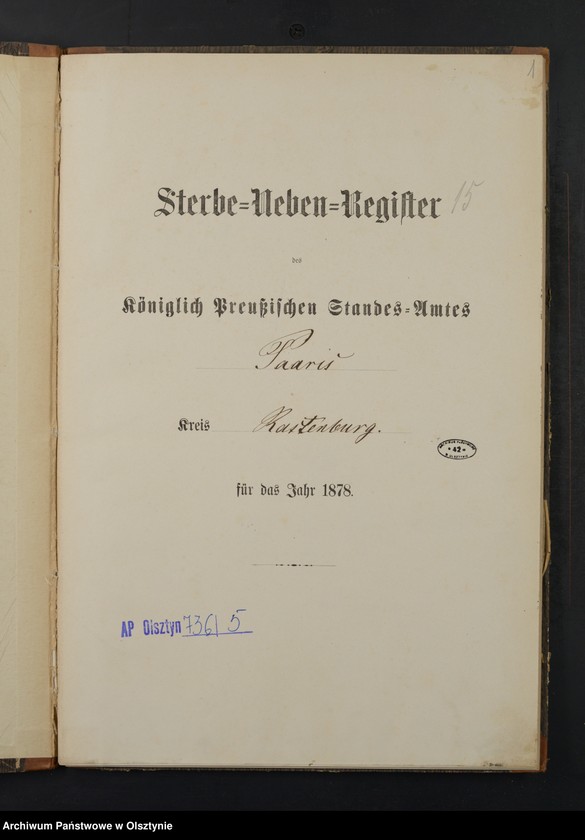 1
Sterbe=Neben=Register 15
des
Königlich Preußischen Standes=Amtes
Paaris
Kreis Rastenburg.
* 42 *
für das Jahr 1878.
AP Olsztyn 736/5
Archiwum Państwowe w Olsztynie